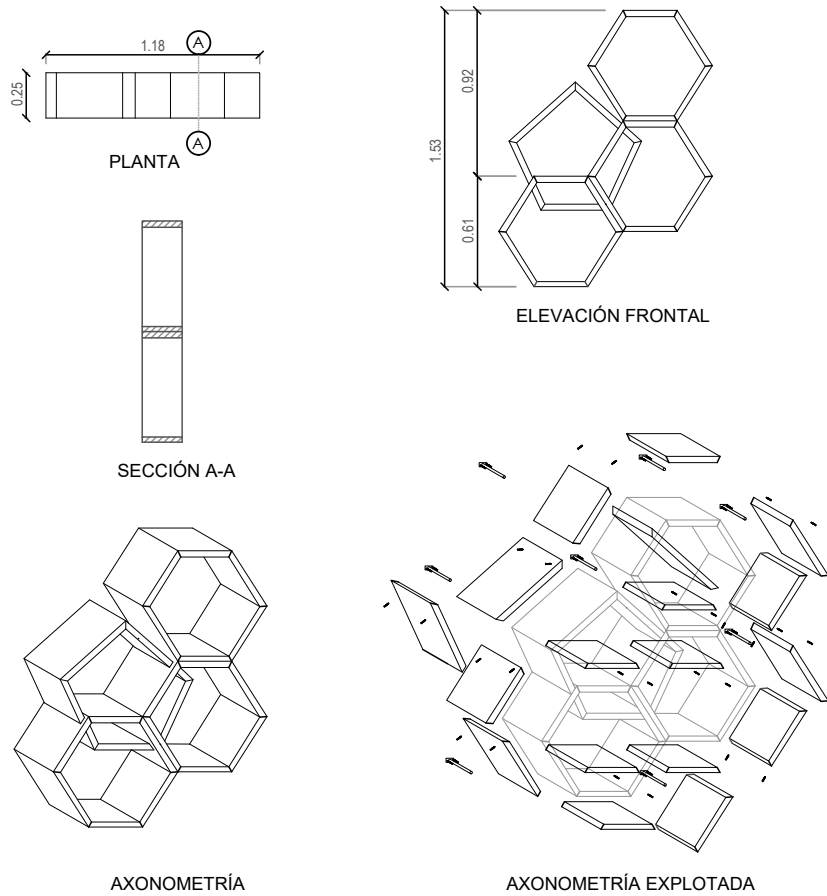 1.18
A
0.25
A
PLANTA
1.53
0.92
0.61
ELEVACIÓN FRONTAL
SECCIÓN A-A
AXONOMETRÍA
AXONOMETRÍA EXPLOTADA